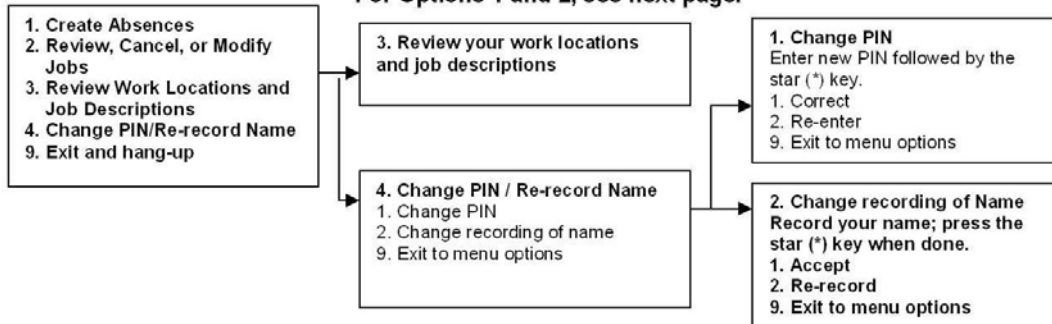 For Options 1 and 2, see next page.
1. Create Absences
2. Review, Cancel, or Modify
Jobs
3. Review Work Locations and
Job Descriptions
4. Change PIN/Re-record Name
9. Exit and hang-up
3. Review your work locations
and job descriptions
4. Change PIN / Re-record Name
1. Change PIN
2. Change recording of name
9. Exit to menu options
1. Change PIN
Enter new PIN followed by the
star (*) key.
1. Correct
2. Re-enter
9. Exit to menu options
2. Change recording of Name
Record your name; press the
star (*) key when done.
1. Accept
2. Re-record
9. Exit to menu options